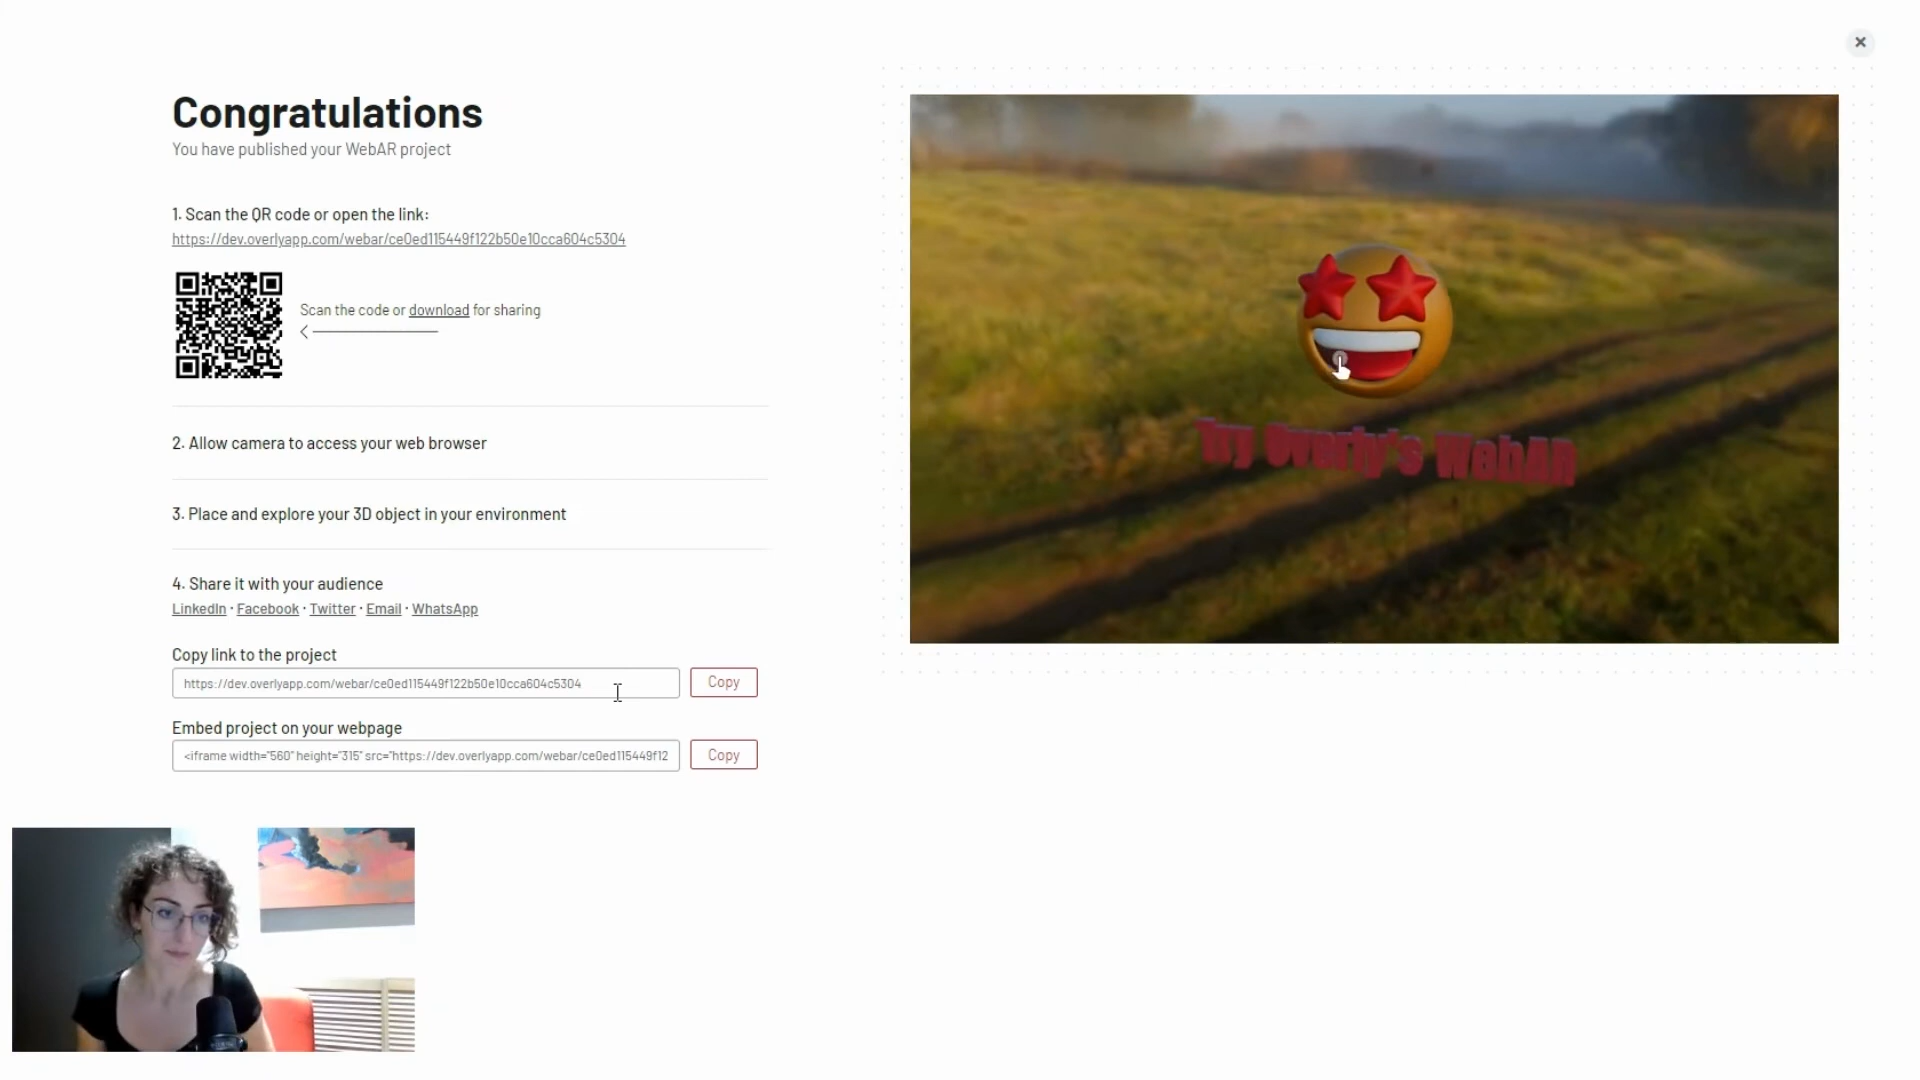 Congratulations
You have published your WebAR project
1. Scan the QR code or open the link:
https://dev.overlyapp.com/webar/ce0ed115449f122b50e10cca604c5304
Scan the code or download for sharing
2. Allow camera to access your web browser
3. Place and explore your 3D object in your environment
4. Share it with your audience
LinkedIn · Facebook · Twitter · Email · WhatsApp
Copy link to the project
https://dev.overlyapp.com/webar/ce0ed115449f122b50e10cca604c5304 Copy
Embed project on your webpage
<iframe width="560" height="315" src="https://dev.overlyapp.com/webar/ce0ed115449f12 Copy
Try Overly's WebAR